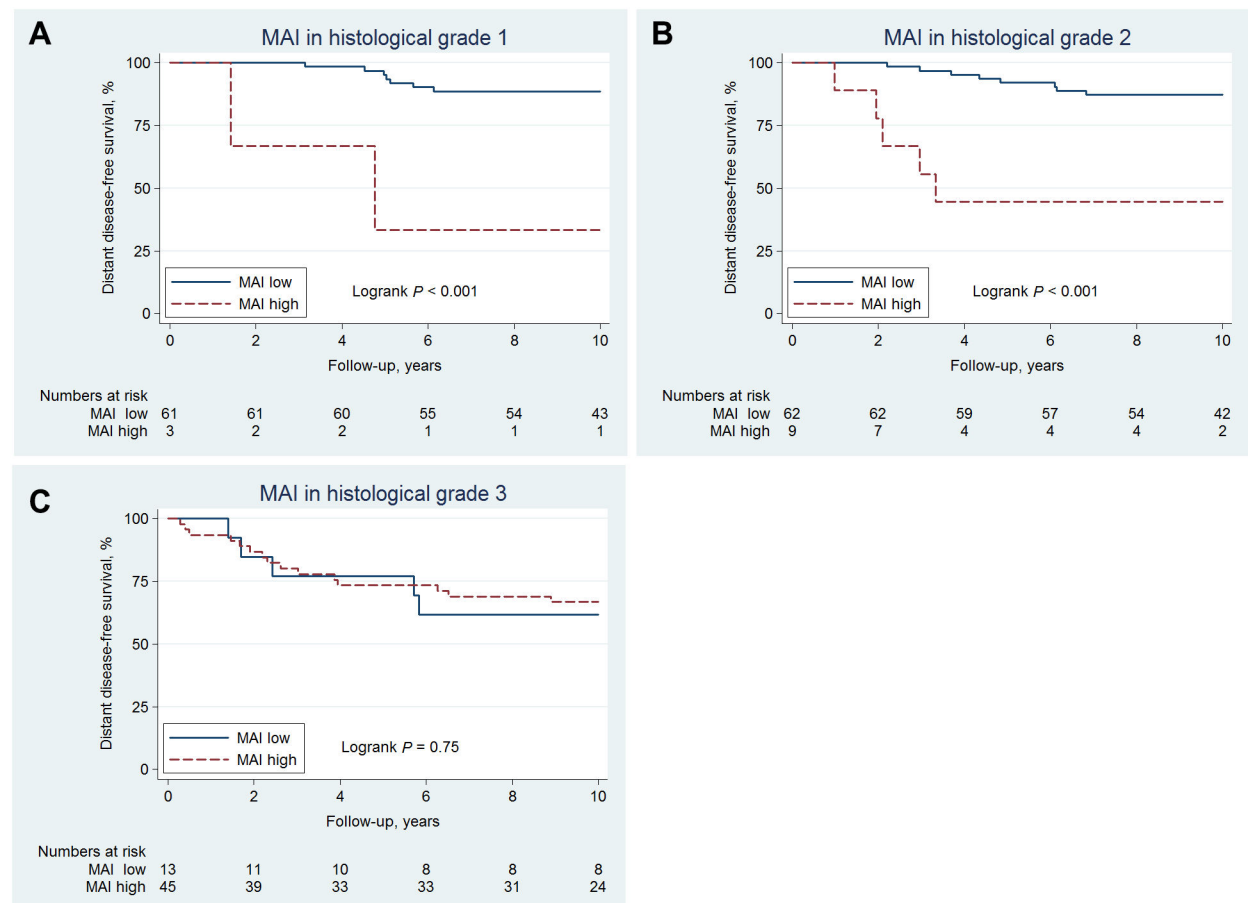 A
MAI in histological grade 1
Distant disease-free survival, %
100
75
50
25
0
MAI low
MAI high
Logrank P < 0.001
0 2 4 6 8 10
Follow-up, years
Numbers at risk
MAI low 61 61 60 55 54 43
MAI high 3 2 2 1 1 1
B
MAI in histological grade 2
Distant disease-free survival, %
100
75
50
25
0
MAI low
MAI high
Logrank P < 0.001
0 2 4 6 8 10
Follow-up, years
Numbers at risk
MAI low 62 62 59 57 54 42
MAI high 9 7 4 4 4 2
C
MAI in histological grade 3
Distant disease-free survival, %
100
75
50
25
0
MAI low
MAI high
Logrank P = 0.75
0 2 4 6 8 10
Follow-up, years
Numbers at risk
MAI low 13 11 10 8 8 8
MAI high 45 39 33 33 31 24